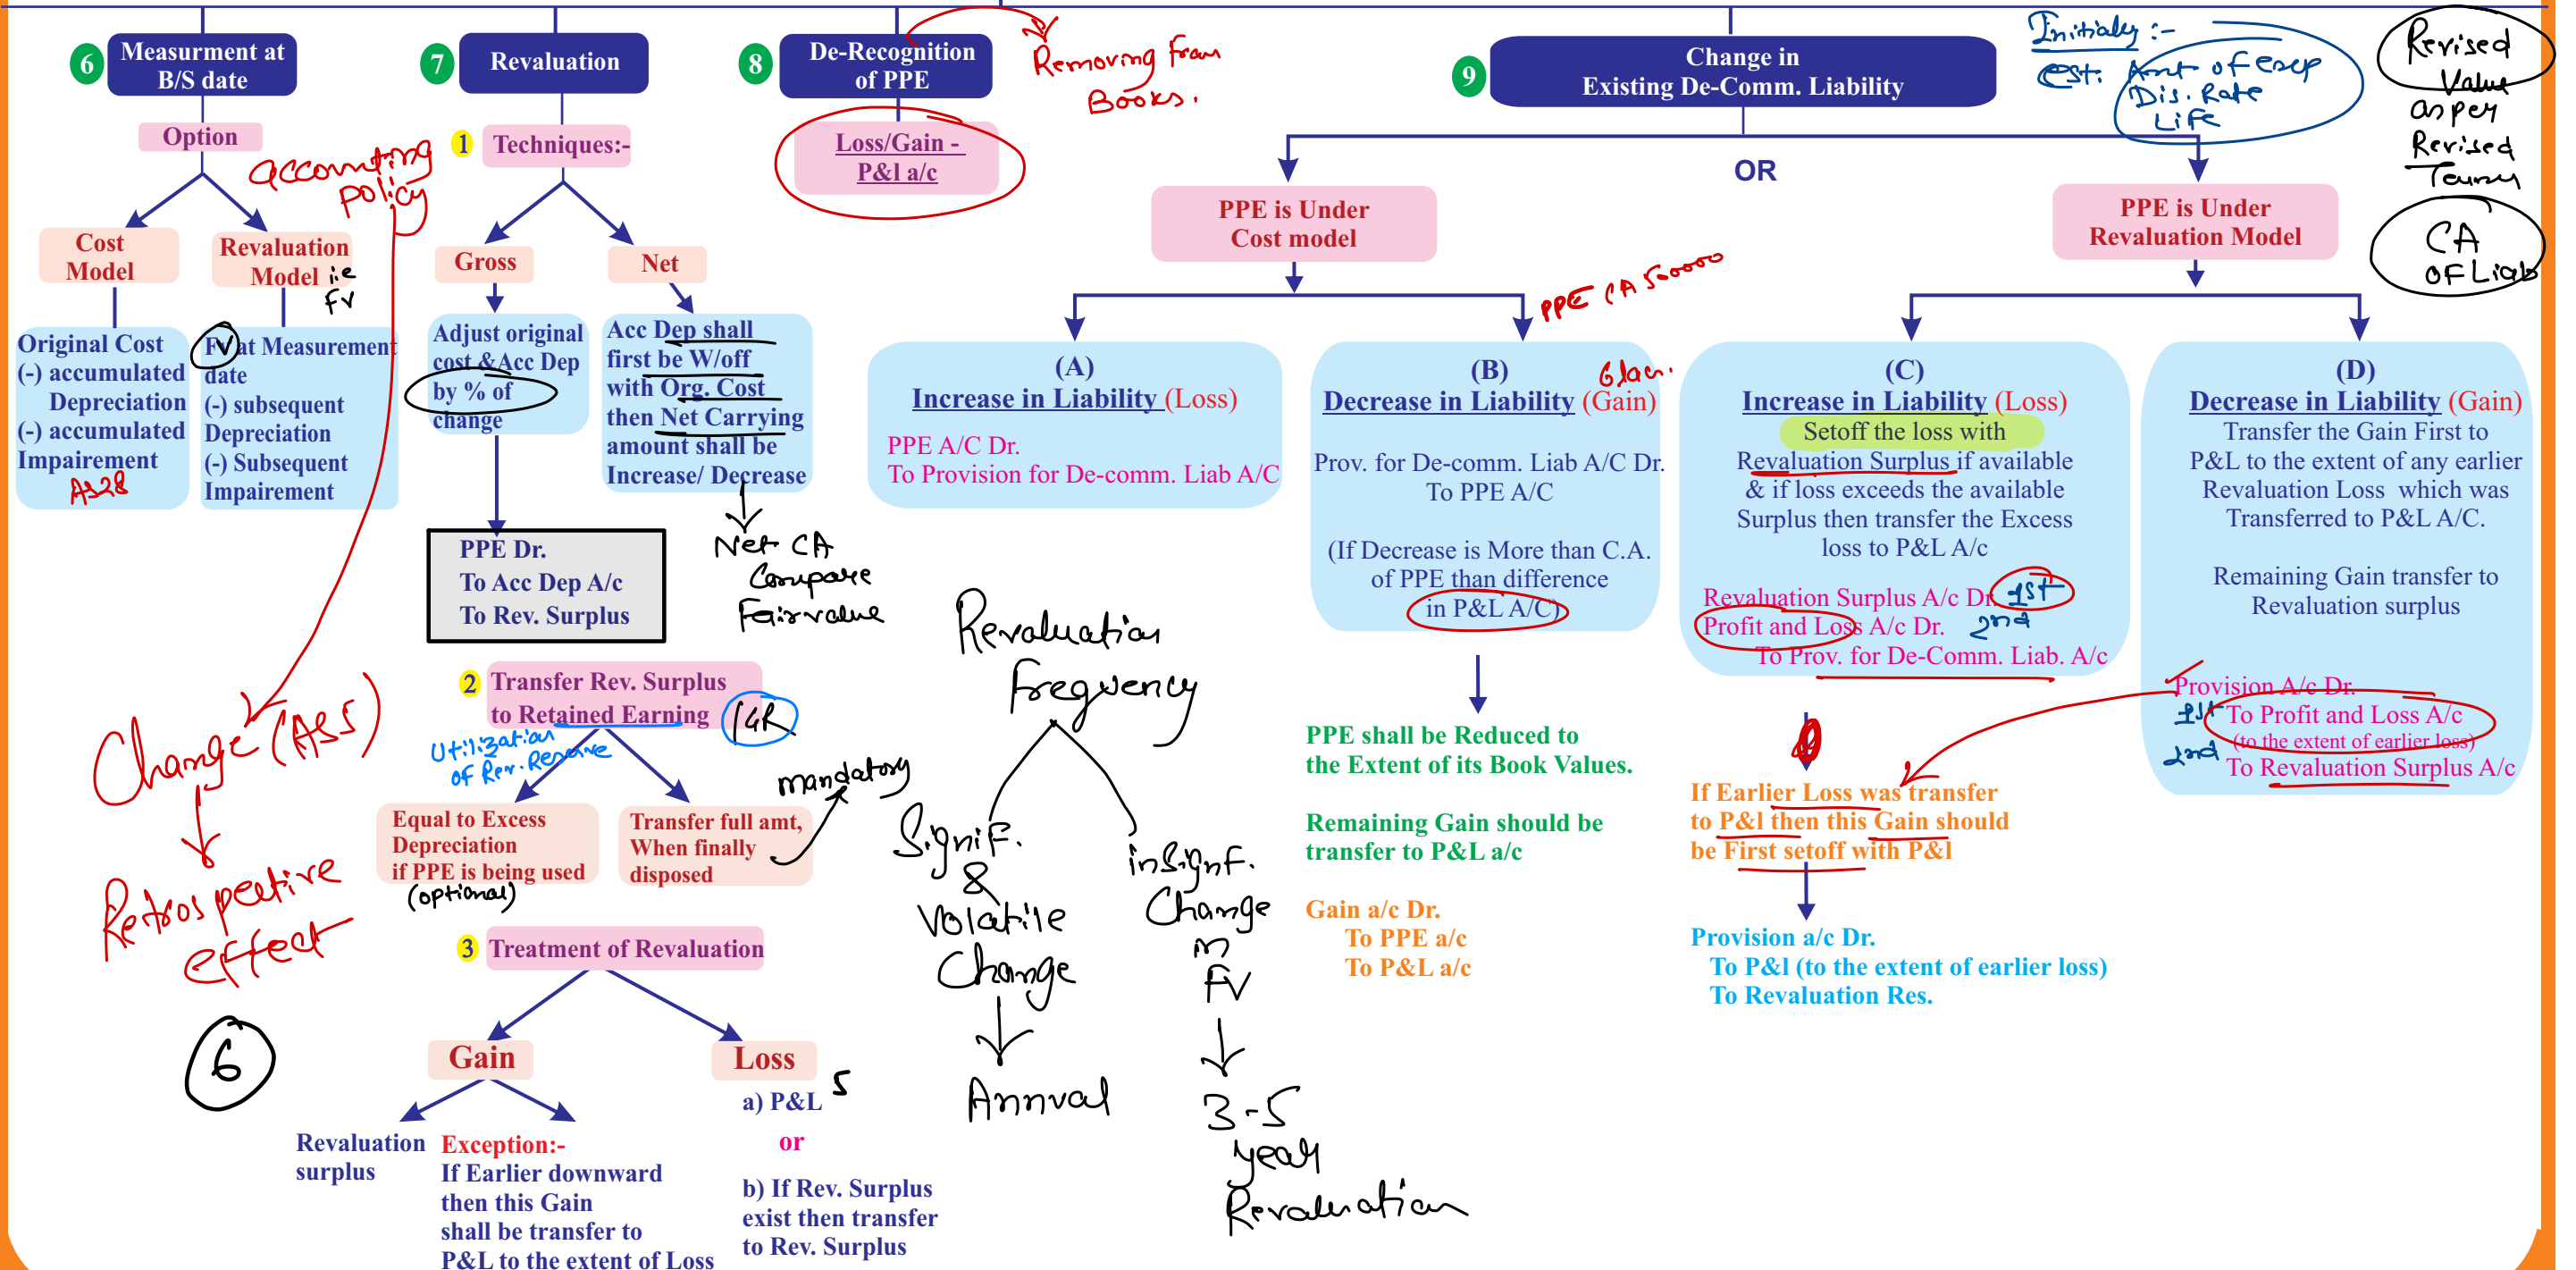 6
Measurment at
B/S date
Option
accounting
policy
Cost
Model
Revaluation
Model i.e
FV
Original Cost
(-) accumulated
Depreciation
(-) accumulated
Impairement
AS28
FV at Measurement
date
(-) subsequent
Depreciation
(-) Subsequent
Impairement
Change (AS5)
Retrospective
effect
6
7
Revaluation
1 Techniques:-
Gross
Net
Adjust original
cost &Acc Dep
by % of
change
Acc Dep shall
first be W/off
with Org. Cost
then Net Carrying
amount shall be
Increase/ Decrease
Net CA
Compare
Fairvalue
PPE Dr.
To Acc Dep A/c
To Rev. Surplus
2 Transfer Rev. Surplus
to Retained Earning
Utilization
of Rev. Reserve
Equal to Excess
Depreciation
if PPE is being used
(optional)
Transfer full amt,
When finally
disposed
mandatory
3 Treatment of Revaluation
Gain
Loss
Revaluation
surplus
Exception:-
If Earlier downward
then this Gain
shall be transfer to
P&L to the extent of Loss
a) P&L
or
b) If Rev. Surplus
exist then transfer
to Rev. Surplus
8
De-Recognition
of PPE
Removing from
Books.
Loss/Gain -
P&l a/c
Revaluation
Frequency
Signif.
&
Volatile
Change
Annual
insignf.
Change
in
FV
3-5
year
Revaluation
9
Change in
Existing De-Comm. Liability
Initialy :-
est. Amt of exp
Dis. Rate
Life
Revised
Value
as per
Revised
CA
OF Liab
OR
PPE is Under
Cost model
PPE is Under
Revaluation Model
PPE CA 500000
(A)
Increase in Liability (Loss)
PPE A/C Dr.
To Provision for De-comm. Liab A/C
(B)
Decrease in Liability (Gain)
Prov. for De-comm. Liab A/C Dr.
To PPE A/C
(If Decrease is More than C.A.
of PPE than difference
in P&L A/C)
PPE shall be Reduced to
the Extent of its Book Values.
Remaining Gain should be
transfer to P&L a/c
Gain a/c Dr.
To PPE a/c
To P&L a/c
(C)
Increase in Liability (Loss)
Setoff the loss with
Revaluation Surplus if available
& if loss exceeds the available
Surplus then transfer the Excess
loss to P&L A/c
Revaluation Surplus A/c Dr. 1st
Profit and Loss A/c Dr. 2nd
To Prov. for De-Comm. Liab. A/c
If Earlier Loss was transfer
to P&l then this Gain should
be First setoff with P&l
Provision a/c Dr.
To P&l (to the extent of earlier loss)
To Revaluation Res.
(D)
Decrease in Liability (Gain)
Transfer the Gain First to
P&L to the extent of any earlier
Revaluation Loss which was
Transferred to P&L A/C.
Remaining Gain transfer to
Revaluation surplus
Provision A/c Dr.
1st To Profit and Loss A/c
(to the extent of earlier loss)
2nd To Revaluation Surplus A/c